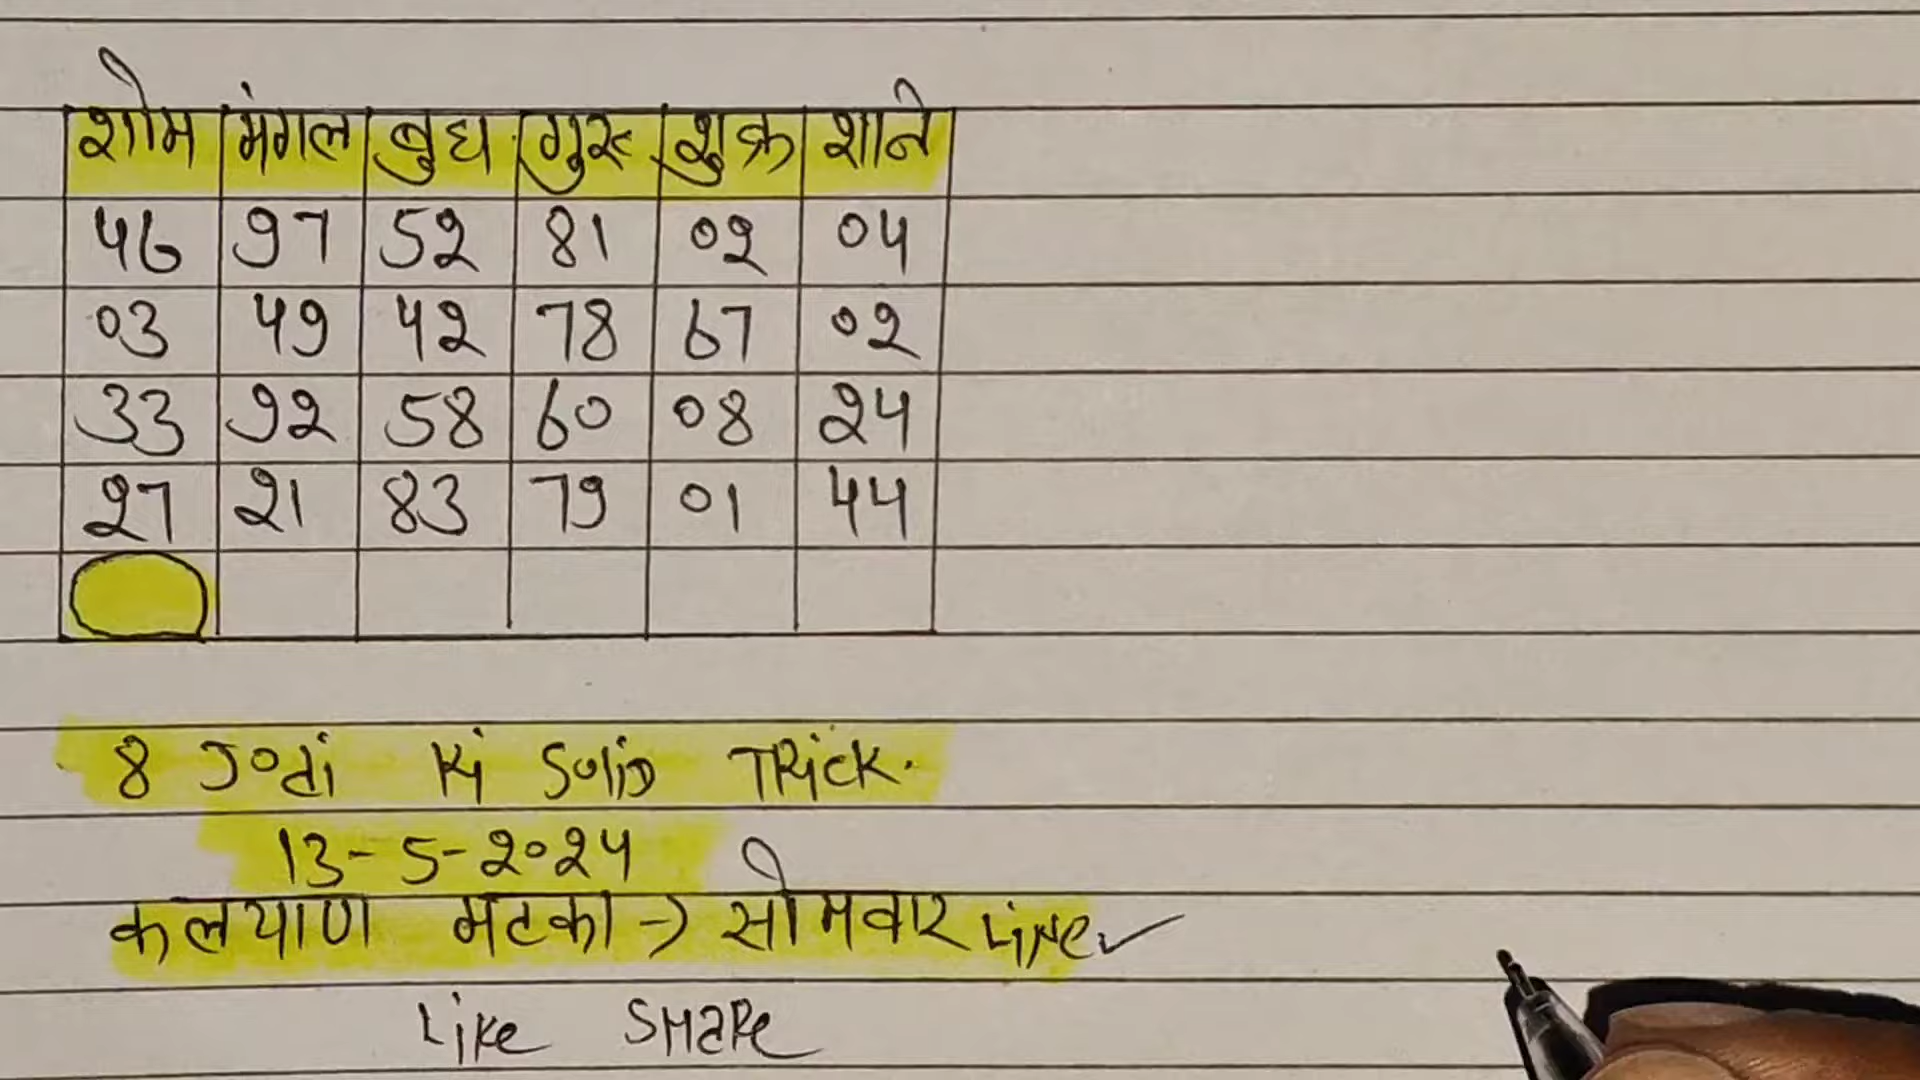 शोम मंगल बुध गुरु शुक्र शनि
46 97 52 81 02 04
03 49 42 78 67 02
33 92 58 60 08 24
27 21 83 79 01 44
8 Jodi Ki Solid Trick.
13-5-2024
कल्याण मटका → सोमवार Line ✓
Like Share